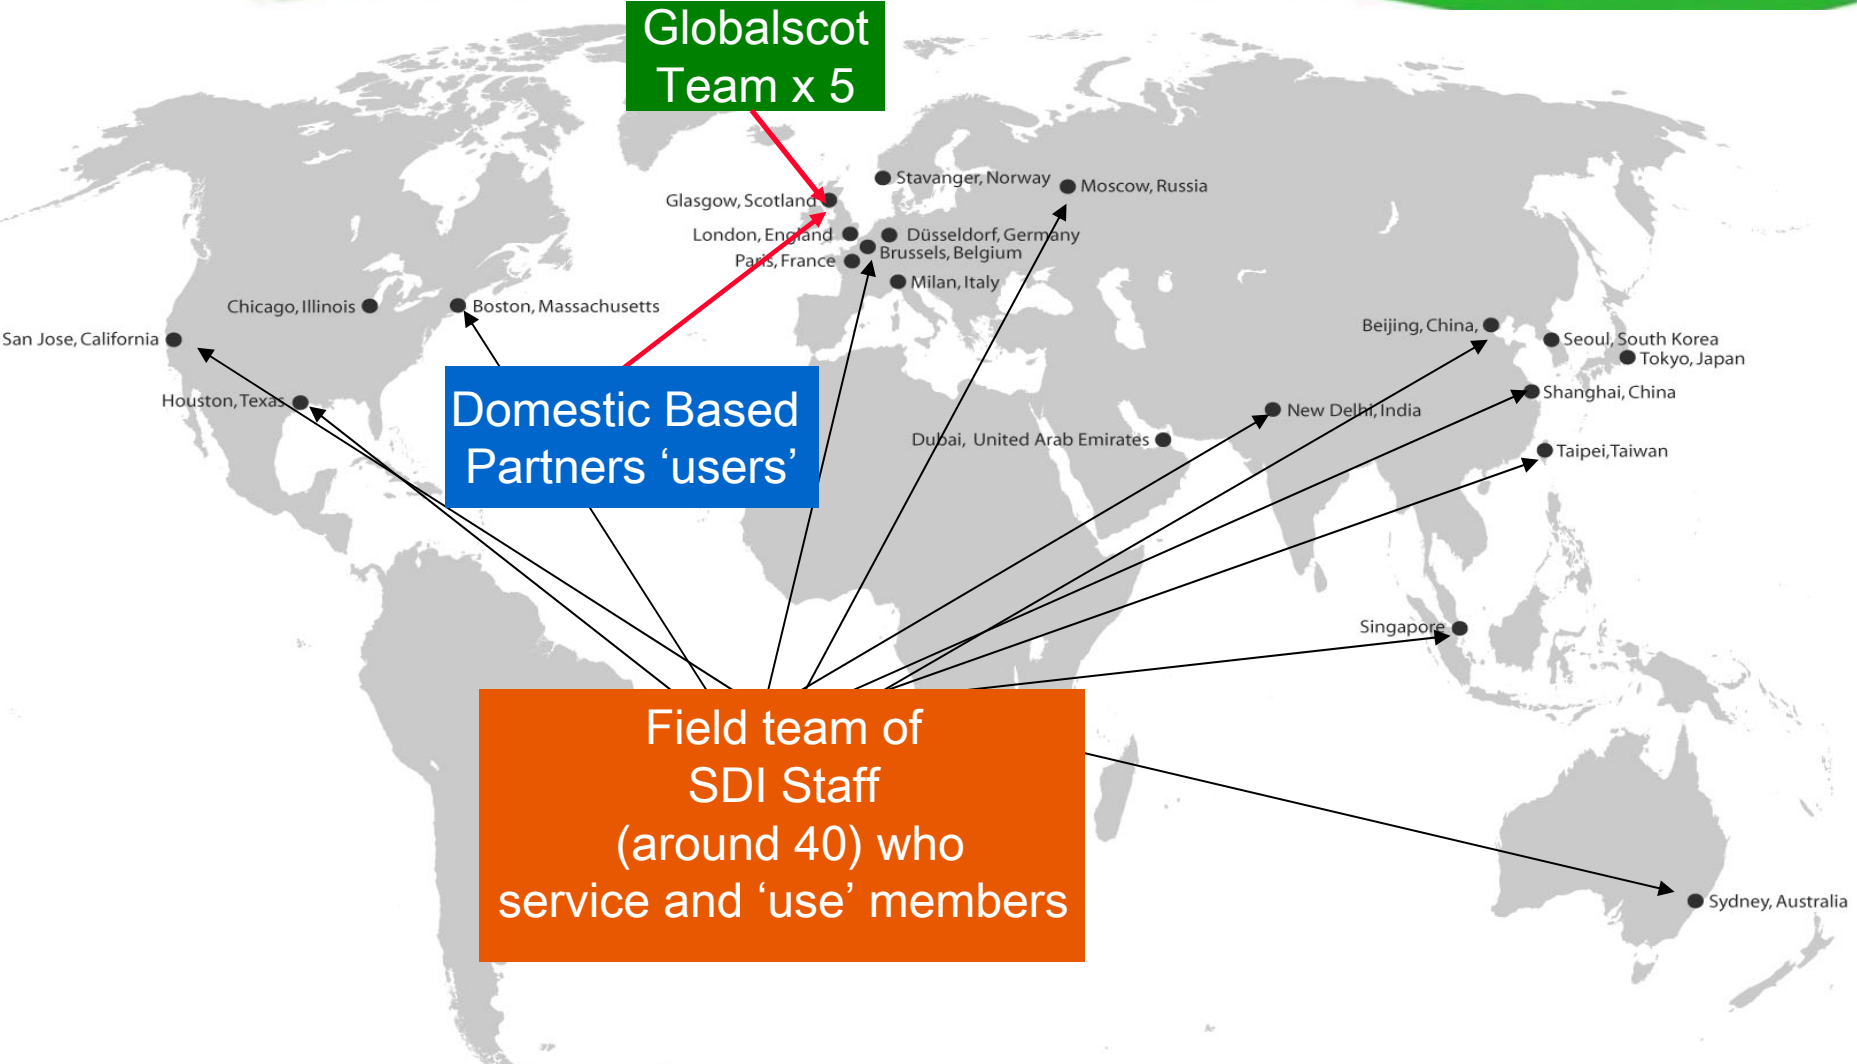 Globalscot
Team x 5
Stavanger, Norway
Moscow, Russia
Glasgow, Scotland
London, England
Düsseldorf, Germany
Brussels, Belgium
Paris, France
Milan, Italy
Chicago, Illinois
Boston, Massachusetts
San Jose, California
Houston, Texas
Beijing, China,
Seoul, South Korea
Tokyo, Japan
Shanghai, China
New Delhi, India
Dubai, United Arab Emirates
Taipei, Taiwan
Domestic Based
Partners ‘users’
Singapore
Field team of
SDI Staff
(around 40) who
service and ‘use’ members
Sydney, Australia